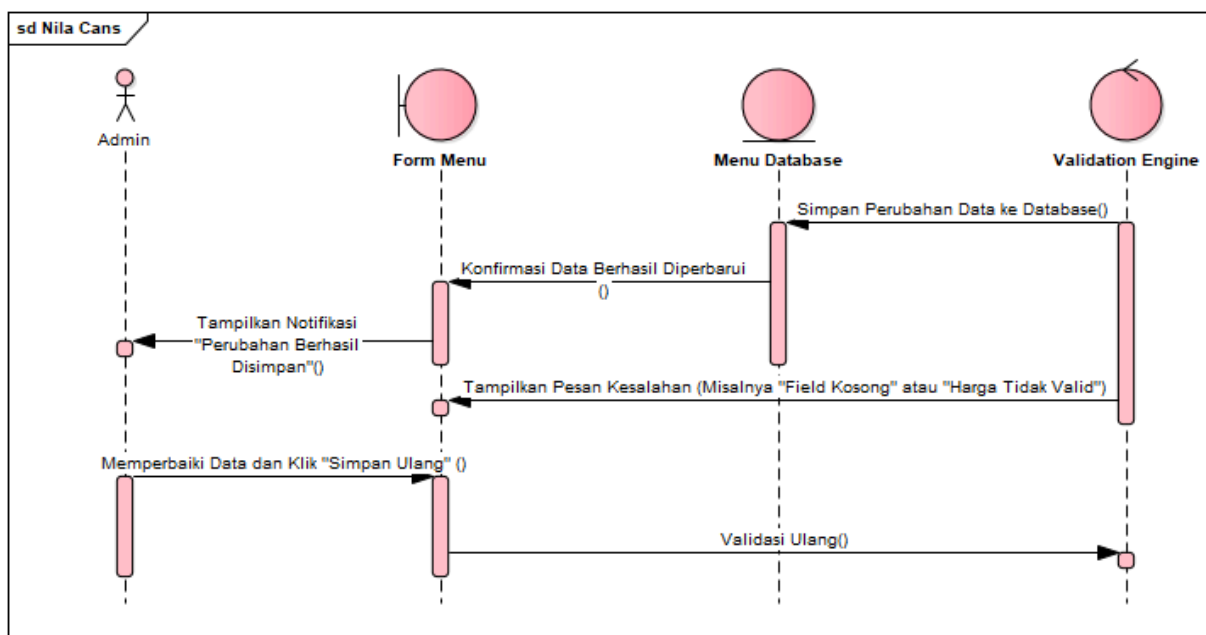 sd Nila Cans
Admin
Form Menu
Menu Database
Validation Engine
Simpan Perubahan Data ke Database()
Konfirmasi Data Berhasil Diperbarui
()
Tampilkan Notifikasi
"Perubahan Berhasil
Disimpan"()
Tampilkan Pesan Kesalahan (Misalnya "Field Kosong" atau "Harga Tidak Valid")
Memperbaiki Data dan Klik "Simpan Ulang" ()
Validasi Ulang()